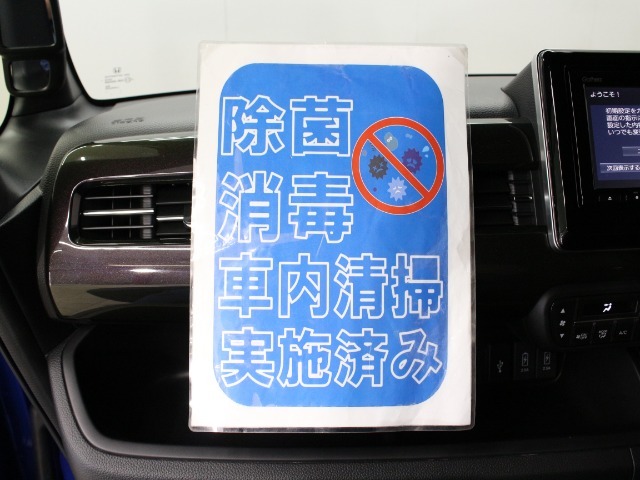 除菌
消毒
車内清掃
実施済み
ようこそ！
A/C